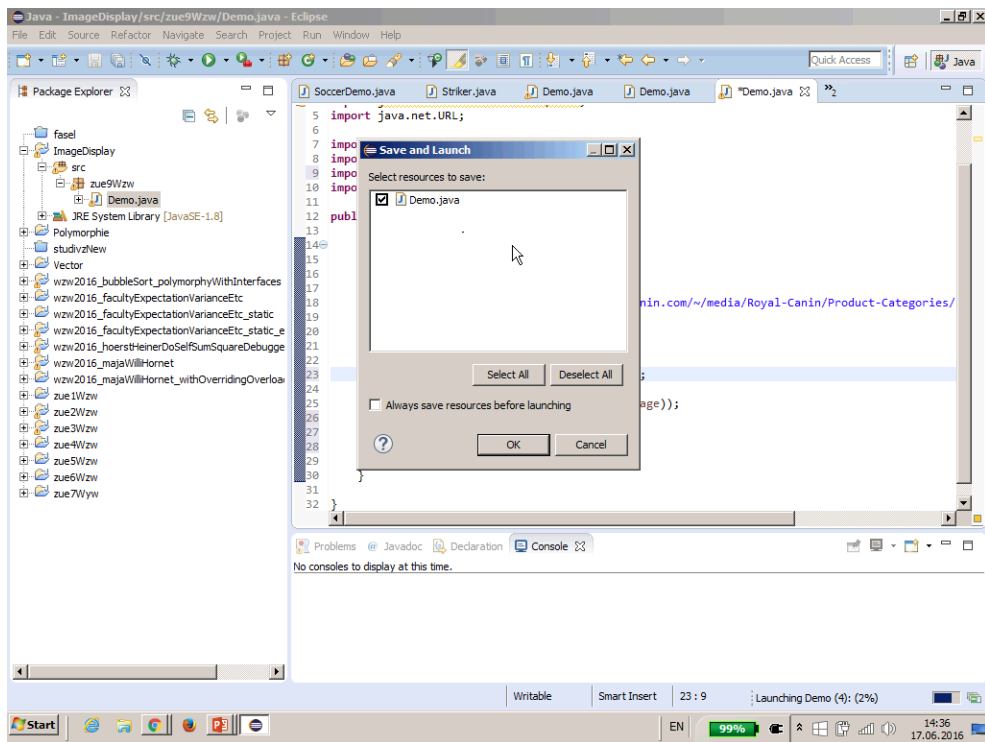 Java - ImageDisplay/src/zue9Wzw/Demo.java - Eclipse
File Edit Source Refactor Navigate Search Project Run Window Help
Quick Access
Java
Package Explorer
SoccerDemo.java
Striker.java
Demo.java
Demo.java
*Demo.java
»2
fasel
ImageDisplay
src
zue9Wzw
Demo.java
JRE System Library [JavaSE-1.8]
Polymorphie
studivzNew
Vector
wzw2016_bubbleSort_polymorphyWithInterfaces
wzw2016_facultyExpectationVarianceEtc
wzw2016_facultyExpectationVarianceEtc_static
wzw2016_facultyExpectationVarianceEtc_static_e
wzw2016_hoerstHeinerDoSelfSumSquareDebugge
wzw2016_majaWilliHornet
wzw2016_majaWilliHornet_withOverridingOverloa
zue1Wzw
zue2Wzw
zue3Wzw
zue4Wzw
zue5Wzw
zue6Wzw
zue7Wyw
5 import java.net.URL;
6
7 impo
8 impo
9 impo
10 impo
11
12 publ
13
14
15
16
17
18 nin.com/~/media/Royal-Canin/Product-Categories/
19
20
21
22
23 ;
24
25 age));
26
27
28
29
30 }
31
32 }
Save and Launch
Select resources to save:
Demo.java
Select All
Deselect All
Always save resources before launching
OK
Cancel
Problems
@ Javadoc
Declaration
Console
No consoles to display at this time.
Writable
Smart Insert
23 : 9
Launching Demo (4): (2%)
Start
EN
99%
14:36
17.06.2016